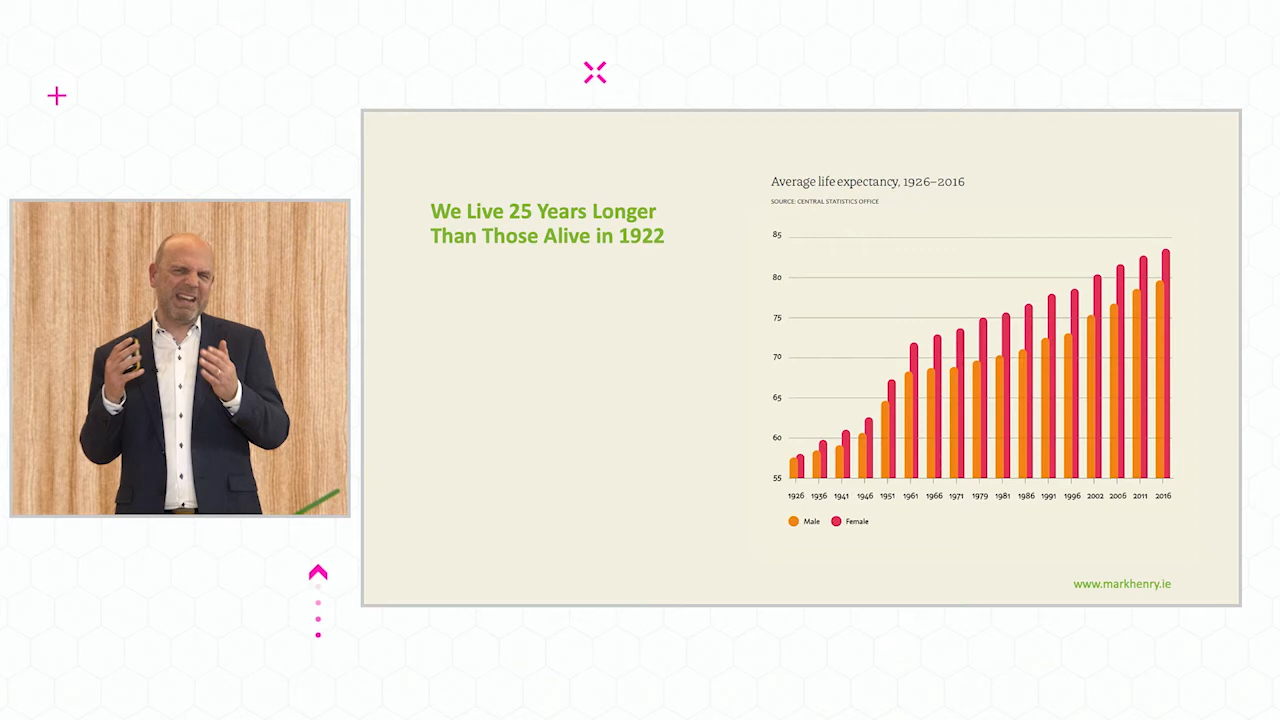 We Live 25 Years Longer
Than Those Alive in 1922
Average life expectancy, 1926–2016
SOURCE: CENTRAL STATISTICS OFFICE
85
80
75
70
65
60
55
1926 1936 1941 1946 1951 1961 1966 1971 1979 1981 1986 1991 1996 2002 2006 2011 2016
Male Female
www.markhenry.ie